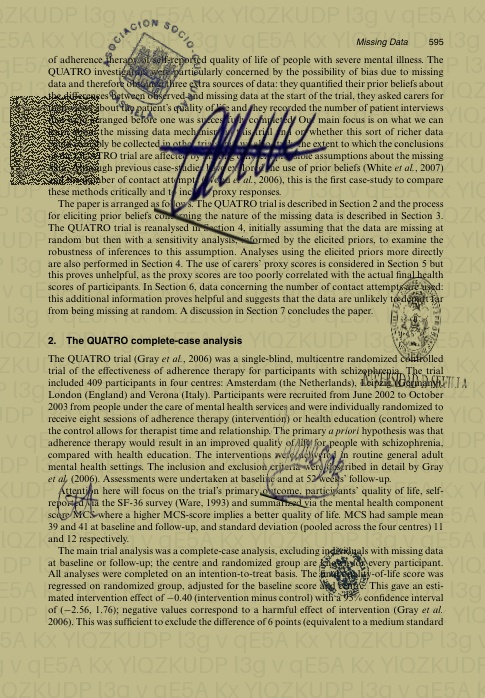 Missing Data 595
of adherence therapy of self-reported quality of life of people with severe mental illness. The
QUATRO investigators were particularly concerned by the possibility of bias due to missing
data and therefore obtained three extra sources of data: they quantified their prior beliefs about
the differences between observed and missing data at the start of the trial, they asked carers for
about the patient's quality of life and they recorded the number of patient interviews
arranged before one was successfully completed. Our main focus is on what we can
the missing data mechanism in this trial and on whether this sort of richer data
be collected in other trials the extent to which the conclusions
QUATRO trial are affected by assumptions about the missing
data. Although previous case-studies have explored the use of prior beliefs (White et al., 2007)
number of contact attempts et al., 2006), this is the first case-study to compare
these methods critically and to include proxy responses.
The paper is arranged as follows. The QUATRO trial is described in Section 2 and the process
for eliciting prior beliefs concerning the nature of the missing data is described in Section 3.
The QUATRO trial is reanalysed in Section 4, initially assuming that the data are missing at
random but then with a sensitivity analysis, informed by the elicited priors, to examine the
robustness of inferences to this assumption. Analyses using the elicited priors more directly
are also performed in Section 4. The use of carers' proxy scores is considered in Section 5 but
this proves unhelpful, as the proxy scores are too poorly correlated with the actual final health
scores of participants. In Section 6, data concerning the number of contact attempts are used:
this additional information proves helpful and suggests that the data are unlikely to depart far
from being missing at random. A discussion in Section 7 concludes the paper.
2. The QUATRO complete-case analysis
The QUATRO trial (Gray et al., 2006) was a single-blind, multicentre randomized controlled
trial of the effectiveness of adherence therapy for participants with schizophrenia. The trial
included 409 participants in four centres: Amsterdam (the Netherlands), Leipzig (Germany),
London (England) and Verona (Italy). Participants were recruited from June 2002 to October
2003 from people under the care of mental health services and were individually randomized to
receive eight sessions of adherence therapy (intervention) or health education (control) where
the control allows for therapist time and relationship. The primary a priori hypothesis was that
adherence therapy would result in an improved quality of life for people with schizophrenia,
compared with health education. The interventions were delivered in routine general adult
mental health settings. The inclusion and exclusion criteria were described in detail by Gray
et al. (2006). Assessments were undertaken at baseline and at 52 weeks' follow-up.
Attention here will focus on the trial's primary outcome, participants' quality of life, self-
reported via the SF-36 survey (Ware, 1993) and summarized via the mental health component
score MCS where a higher MCS-score implies a better quality of life. MCS had sample mean
39 and 41 at baseline and follow-up, and standard deviation (pooled across the four centres) 11
and 12 respectively.
The main trial analysis was a complete-case analysis, excluding individuals with missing data
at baseline or follow-up; the centre and randomized group are known for every participant.
All analyses were completed on an intention-to-treat basis. The quality-of-life score was
regressed on randomized group, adjusted for the baseline score and centre. This gave an esti-
mated intervention effect of −0.40 (intervention minus control) with a 95% confidence interval
of (−2.56, 1.76); negative values correspond to a harmful effect of intervention (Gray et al.,
2006). This was sufficient to exclude the difference of 6 points (equivalent to a medium standard